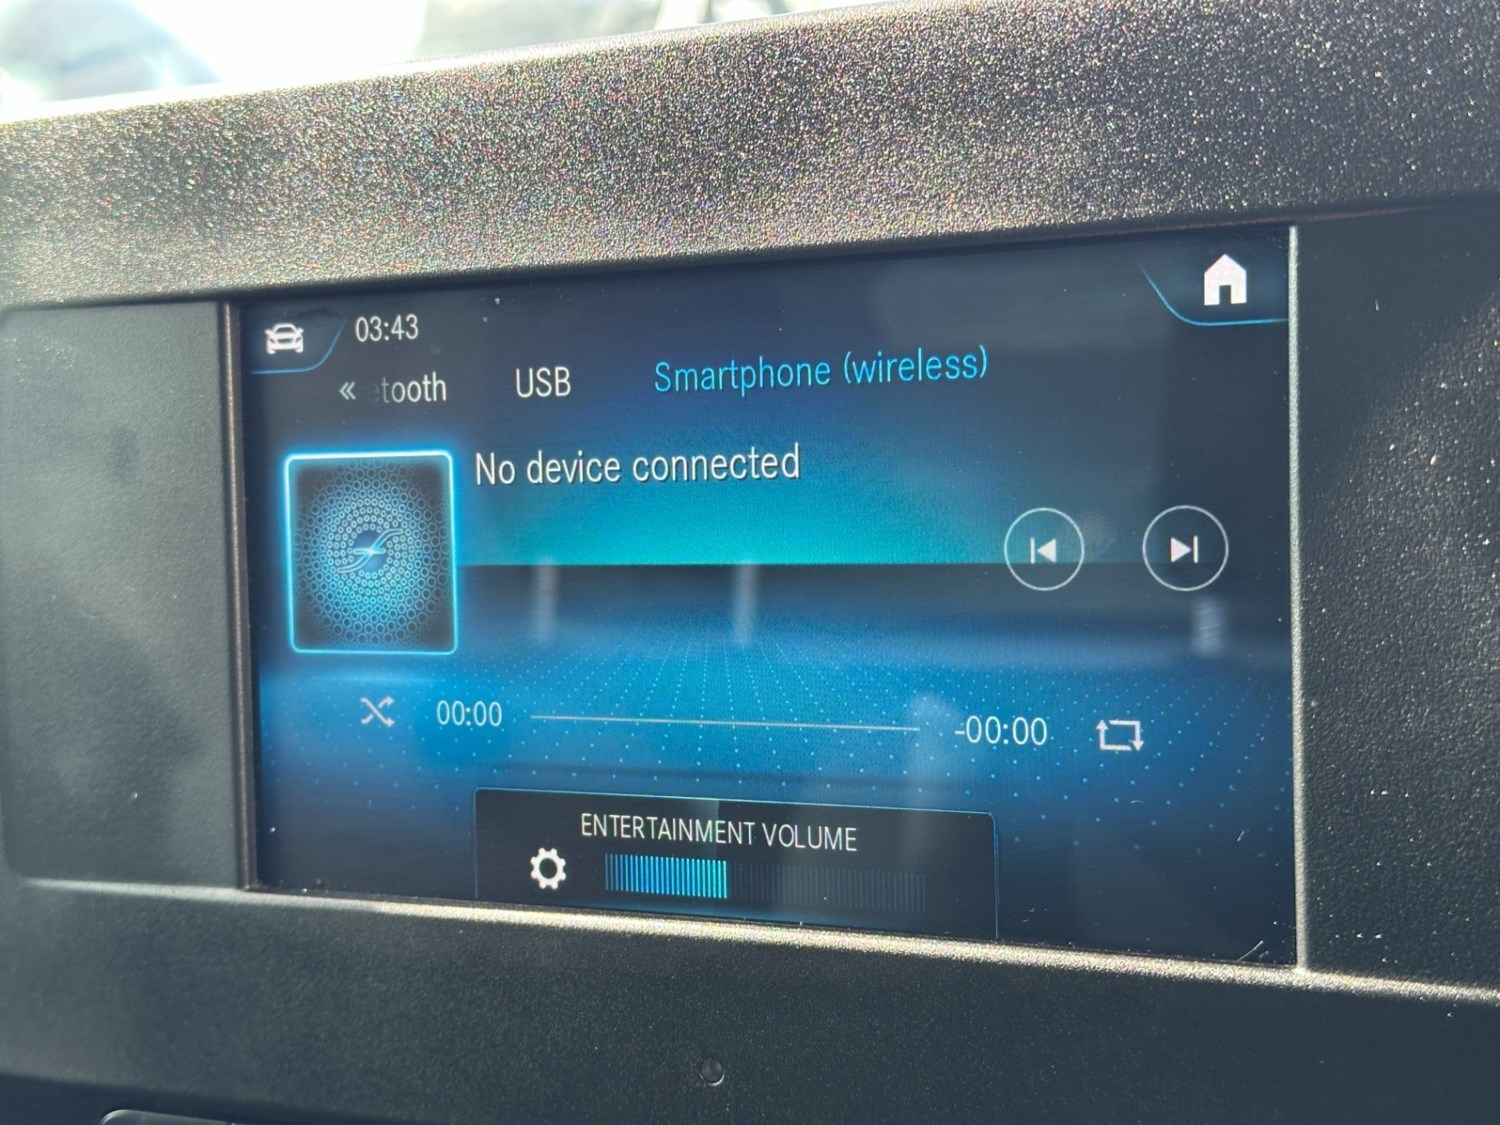 03:43
« etooth USB Smartphone (wireless)
No device connected
00:00 -00:00
ENTERTAINMENT VOLUME